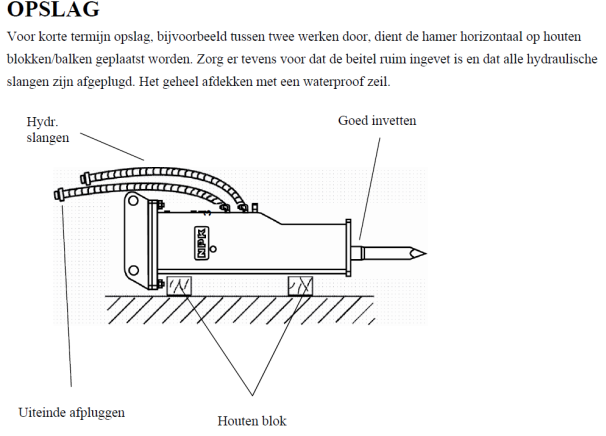 OPSLAG
Voor korte termijn opslag, bijvoorbeeld tussen twee werken door, dient de hamer horizontaal op houten
blokken/balken geplaatst worden. Zorg er tevens voor dat de beitel ruim ingevet is en dat alle hydraulische
slangen zijn afgeplugd. Het geheel afdekken met een waterproof zeil.
Hydr.
slangen
Goed invetten
NPK
Uiteinde afpluggen
Houten blok